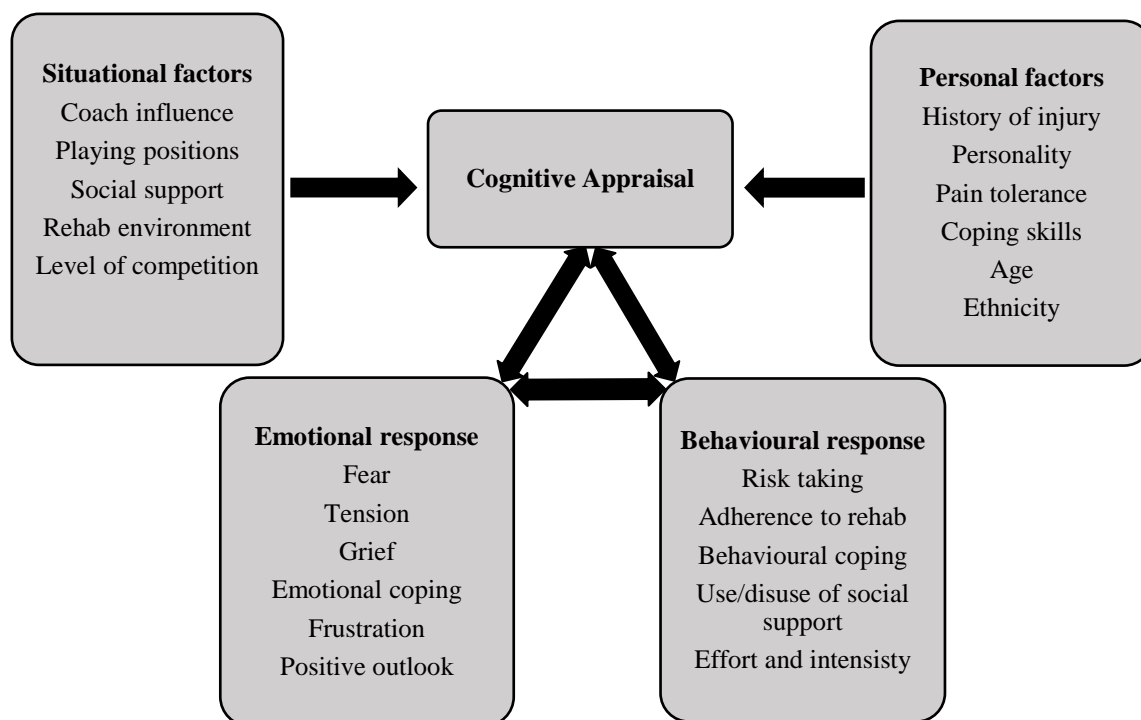 Situational factors
Coach influence
Playing positions
Social support
Rehab environment
Level of competition
Cognitive Appraisal
Personal factors
History of injury
Personality
Pain tolerance
Coping skills
Age
Ethnicity
Emotional response
Fear
Tension
Grief
Emotional coping
Frustration
Positive outlook
Behavioural response
Risk taking
Adherence to rehab
Behavioural coping
Use/disuse of social
support
Effort and intensisty